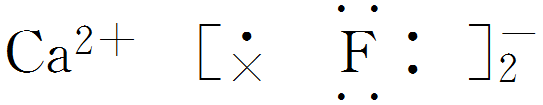 Ca²⁺ [•× F ]₂⁻